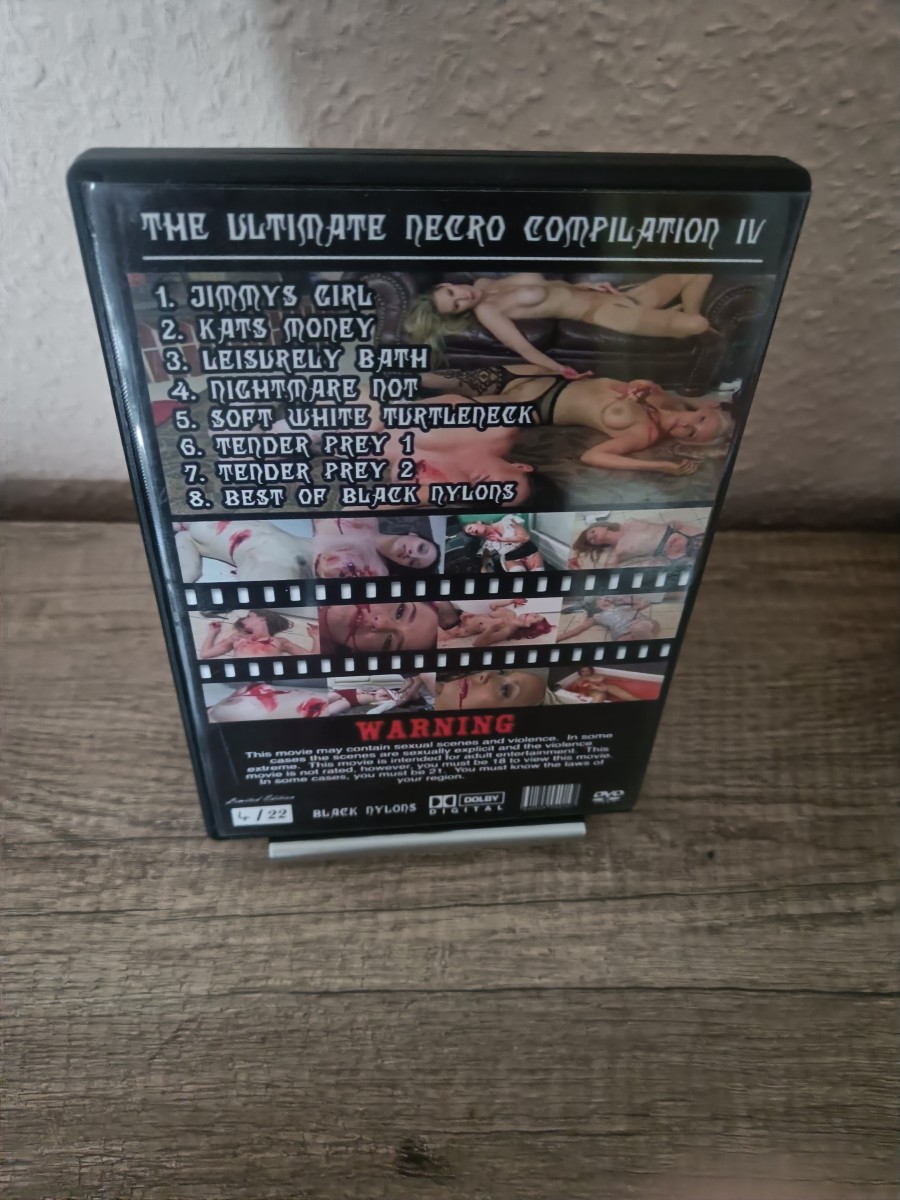 THE ULTIMATE NECRO COMPILATION IV
1. JIMMYS GIRL
2. KATS MONEY
3. LEISURELY BATH
4. NIGHTMARE NOT
5. SOFT WHITE TURTLENECK
6. TENDER PREY 1
7. TENDER PREY 2
8. BEST OF BLACK NYLONS
WARNING
This movie may contain sexual scenes and violence. In some
cases the scenes are sexually explicit and the violence
extreme. This movie is intended for adult entertainment. This
movie is not rated, however, you must be 18 to view this movie.
In some cases, you must be 21. You must know the laws of
your region.
Limited Edition
4/22
BLACK NYLONS
DOLBY
DIGITAL
DVD